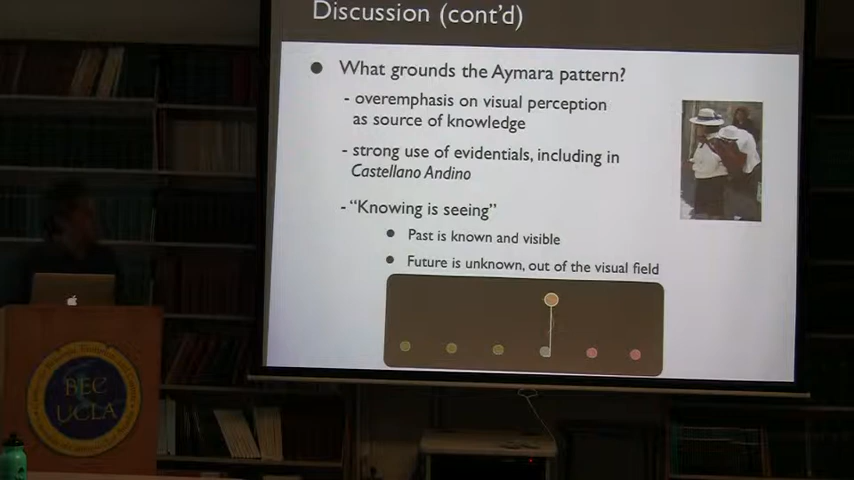 Discussion (cont'd)
What grounds the Aymara pattern?
- overemphasis on visual perception
as source of knowledge
- strong use of evidentials, including in
Castellano Andino
- "Knowing is seeing"
Past is known and visible
Future is unknown, out of the visual field
BEC
UCLA